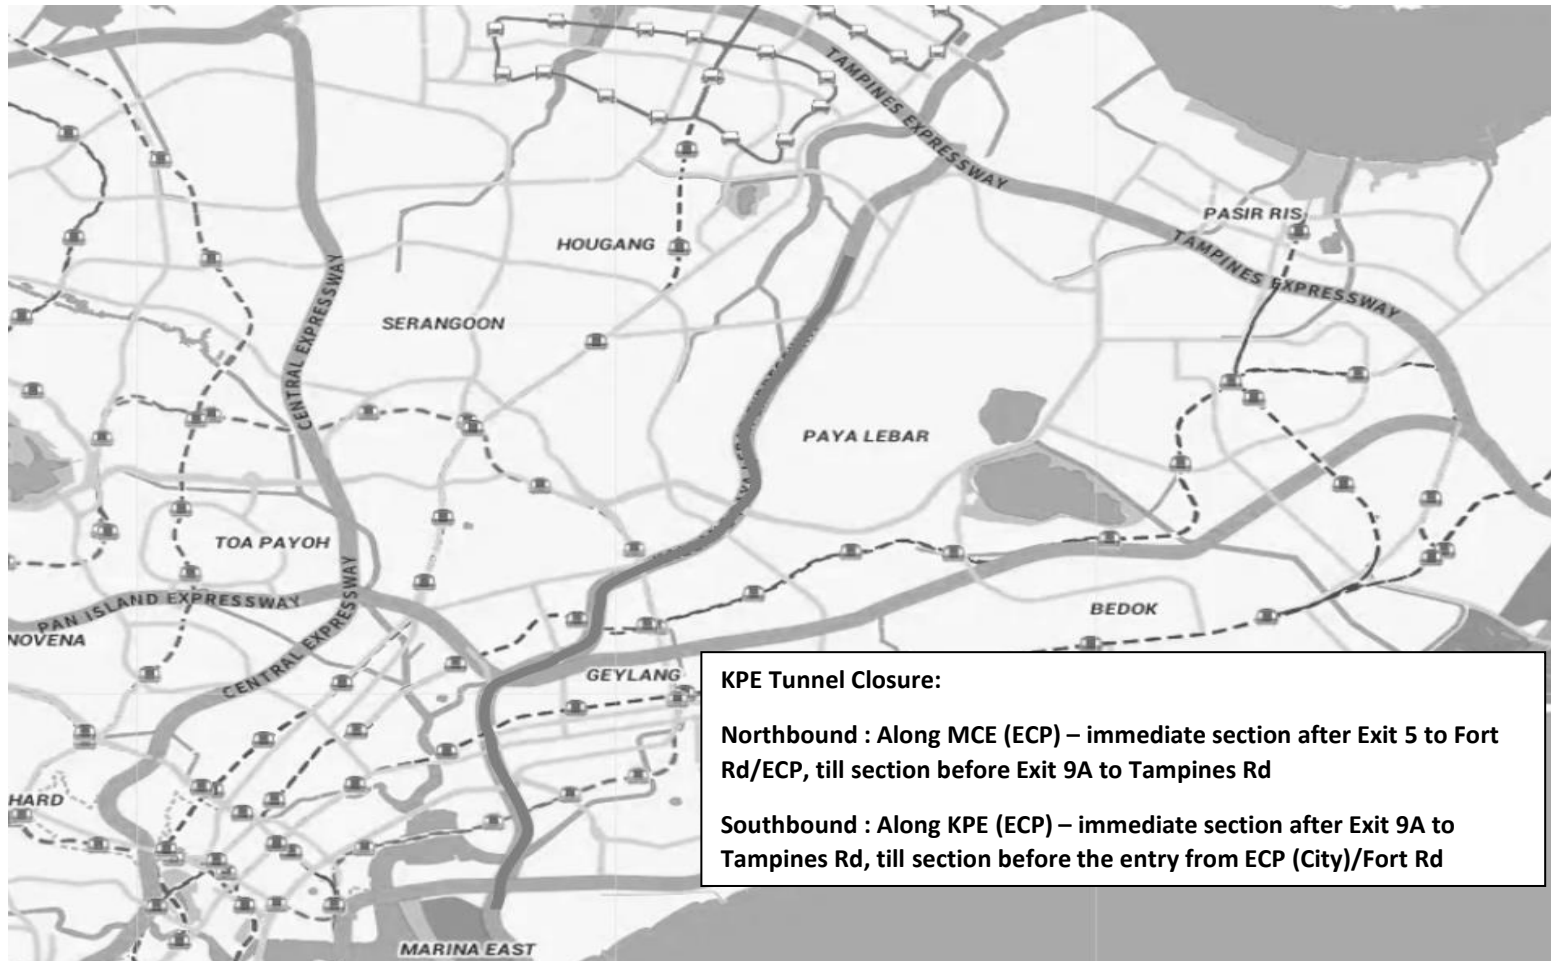 TAMPINES EXPRESSWAY
PASIR RIS
TAMPINES EXPRESSWAY
HOUGANG
CENTRAL EXPRESSWAY
SERANGOON
PAYA LEBAR
TOA PAYOH
PAN ISLAND EXPRESSWAY
NOVENA
CENTRAL EXPRESSWAY
BEDOK
GEYLANG
HARD
MARINA EAST
KPE Tunnel Closure:
Northbound : Along MCE (ECP) – immediate section after Exit 5 to Fort
Rd/ECP, till section before Exit 9A to Tampines Rd
Southbound : Along KPE (ECP) – immediate section after Exit 9A to
Tampines Rd, till section before the entry from ECP (City)/Fort Rd